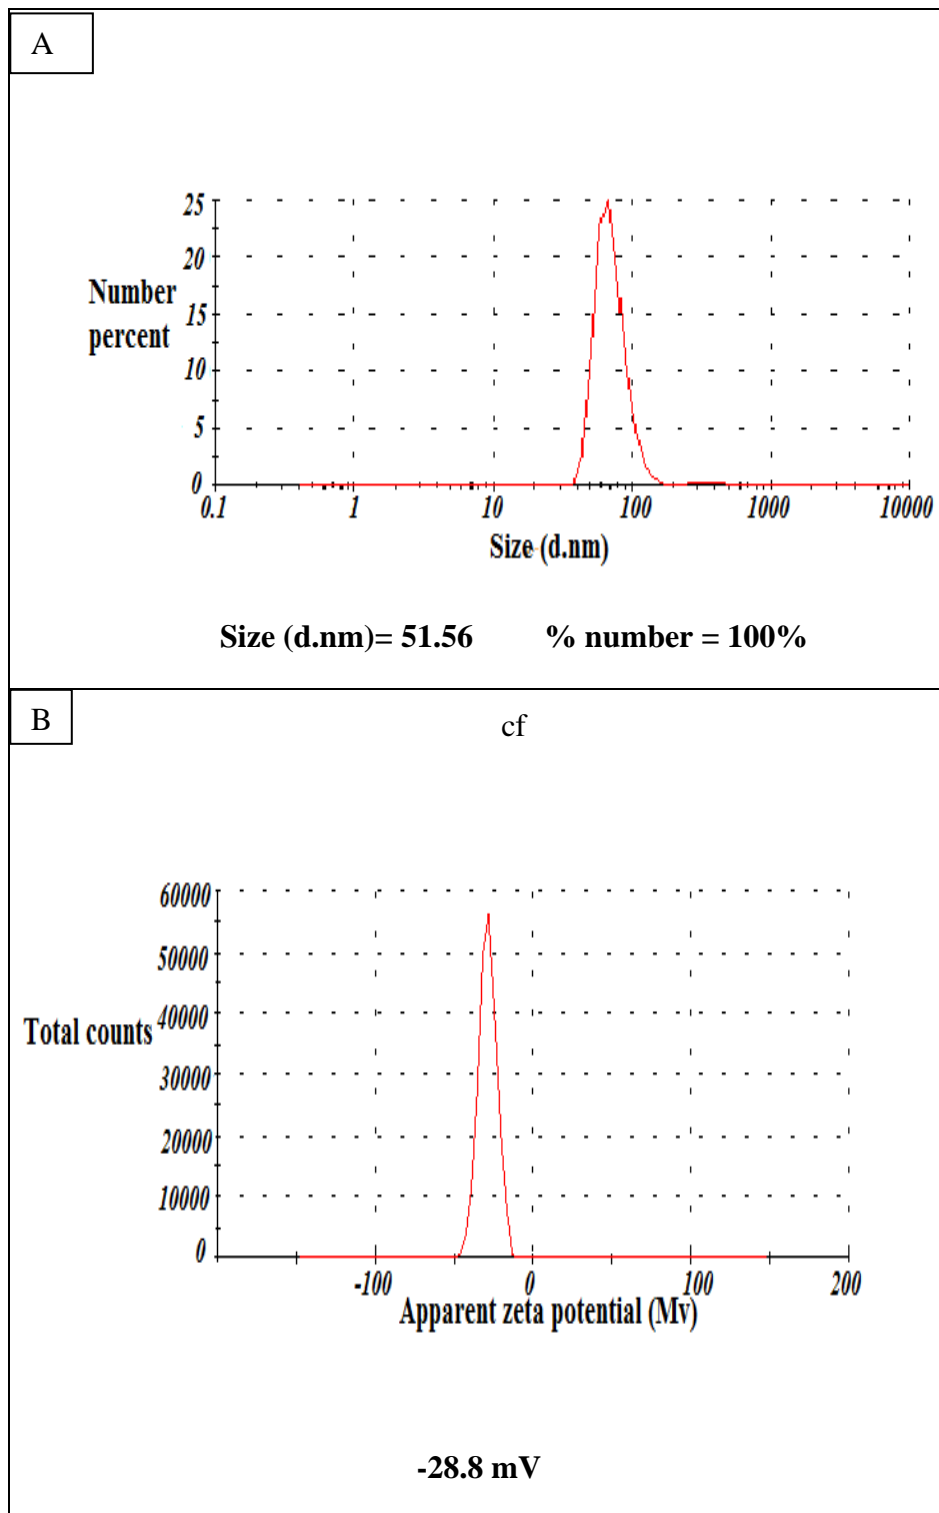 A
25
20
Number
15
percent
10
5
0
0.1 1 10 100 1000 10000
Size (d.nm)
Size (d.nm)= 51.56 % number = 100%
B
cf
60000
50000
Total counts 40000
30000
20000
10000
0
-100 0 100 200
Apparent zeta potential (Mv)
-28.8 mV